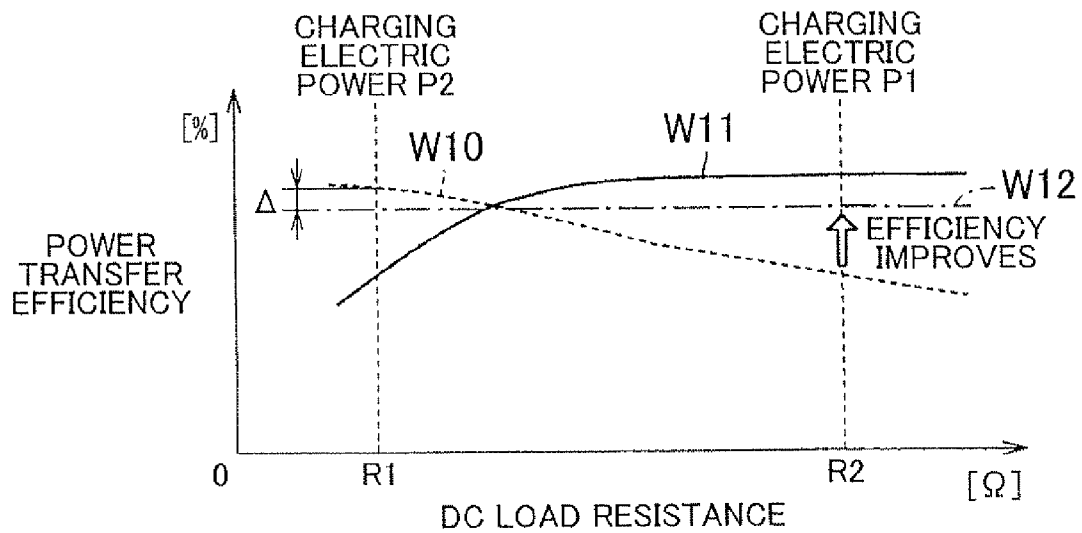 CHARGING
ELECTRIC
POWER P2
CHARGING
ELECTRIC
POWER P1
[%]
W10
W11
W12
Δ
EFFICIENCY
IMPROVES
POWER
TRANSFER
EFFICIENCY
0
R1
R2
[Ω]
DC LOAD RESISTANCE